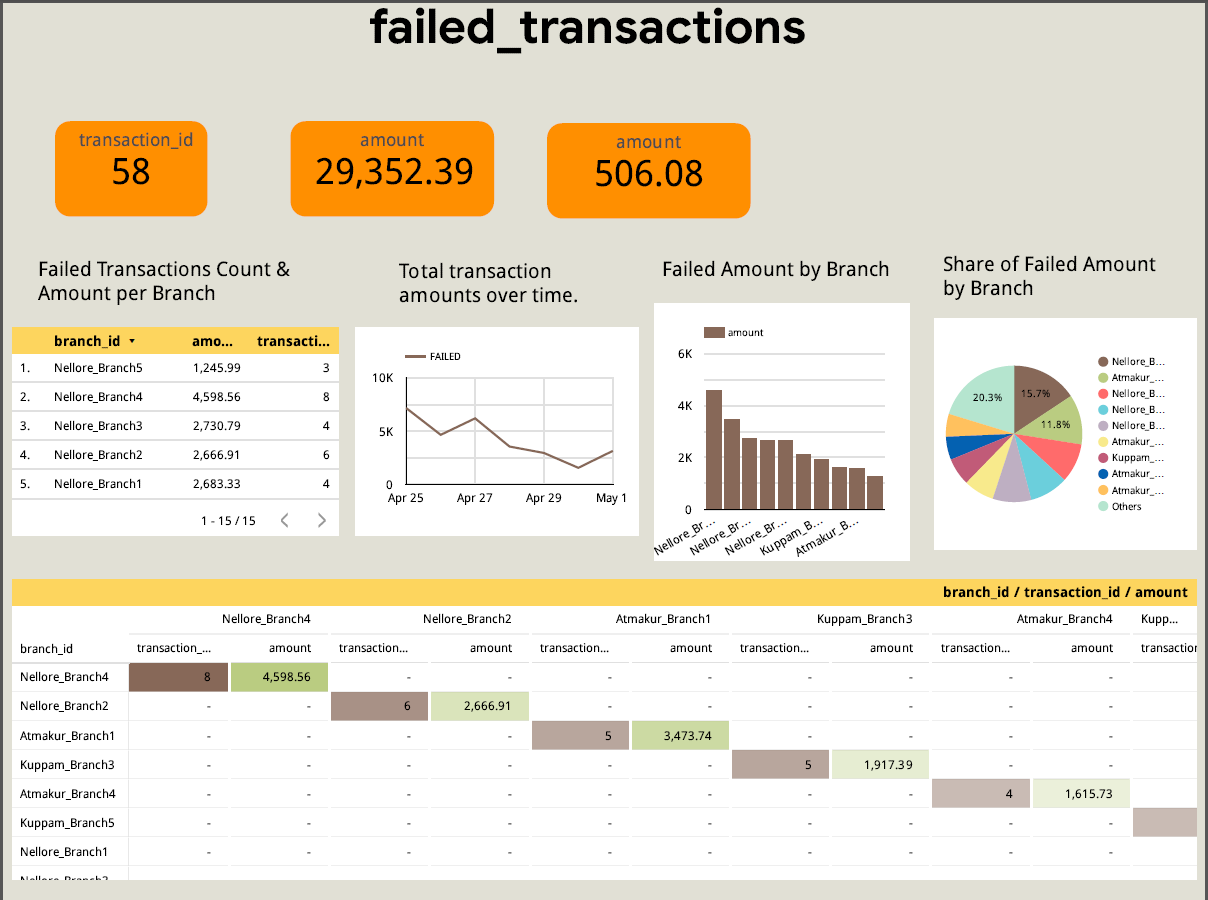 failed_transactions
transaction_id
58
amount
29,352.39
amount
506.08
Failed Transactions Count &
Amount per Branch
branch_id amo... transacti...
1. Nellore_Branch5 1,245.99 3
2. Nellore_Branch4 4,598.56 8
3. Nellore_Branch3 2,730.79 4
4. Nellore_Branch2 2,666.91 6
5. Nellore_Branch1 2,683.33 4
1 - 15 / 15
Total transaction
amounts over time.
FAILED
10K
5K
0
Apr 25 Apr 27 Apr 29 May 1
Failed Amount by Branch
amount
6K
4K
2K
0
Nellore_Br... Nellore_Br... Nellore_Br... Kuppam_B... Atmakur_B...
Share of Failed Amount
by Branch
20.3% 15.7%
11.8%
Nellore_B...
Atmakur_...
Nellore_B...
Nellore_B...
Nellore_B...
Atmakur_...
Kuppam_...
Atmakur_...
Atmakur_...
Others
branch_id / transaction_id / amount
Nellore_Branch4 Nellore_Branch2 Atmakur_Branch1 Kuppam_Branch3 Atmakur_Branch4 Kupp...
branch_id transaction_... amount transaction... amount transaction... amount transaction... amount transaction... amount transaction
Nellore_Branch4 8 4,598.56 - - - - - - - - -
Nellore_Branch2 - - 6 2,666.91 - - - - - -
Atmakur_Branch1 - - - - 5 3,473.74 - - - -
Kuppam_Branch3 - - - - - - 5 1,917.39 - -
Atmakur_Branch4 - - - - - - - - 4 1,615.73
Kuppam_Branch5 - - - - - - - - - -
Nellore_Branch1 - - - - - - - - - -
Nellore_Branch3